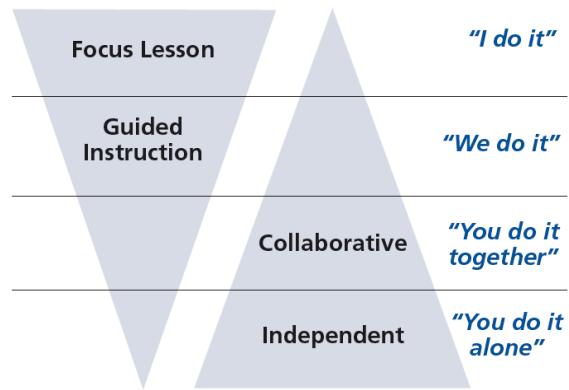 Focus Lesson
“I do it”
Guided
Instruction
“We do it”
Collaborative
“You do it
together”
Independent
“You do it
alone”